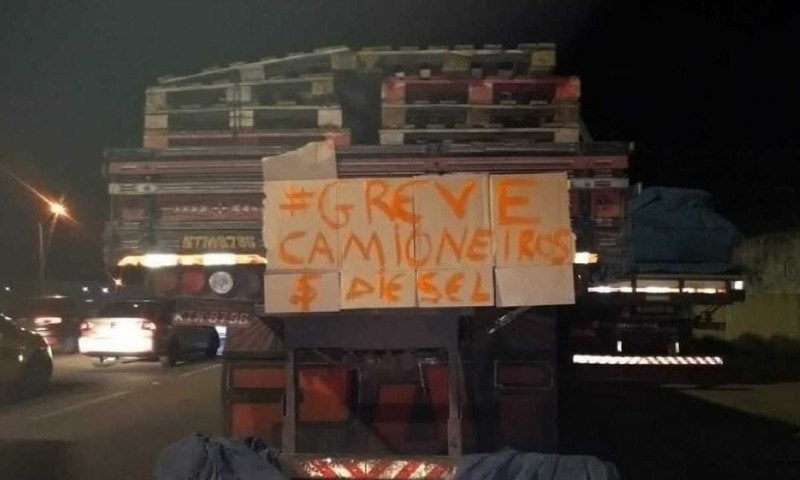 #GREVE
CAMIONEIROS
$ DIESEL